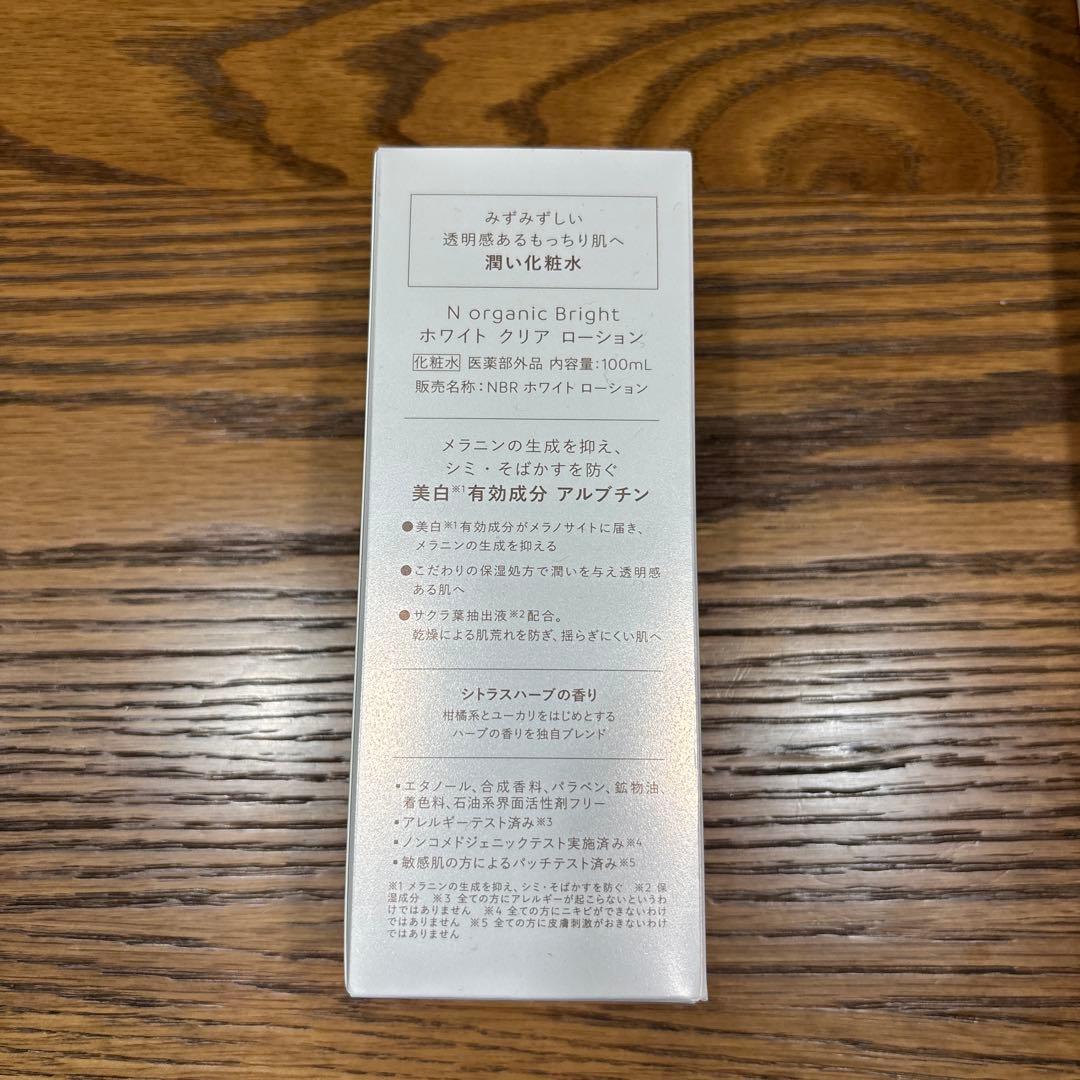 みずみずしい
透明感あるもっちり肌へ
潤い化粧水
N organic Bright
ホワイト クリア ローション
化粧水 医薬部外品 内容量:100mL
販売名称:NBR ホワイト ローション
メラニンの生成を抑え、
シミ・そばかすを防ぐ
美白※1有効成分 アルブチン
●美白※1有効成分がメラノサイトに届き、
メラニンの生成を抑える
●こだわりの保湿処方で潤いを与え透明感
ある肌へ
●サクラ葉抽出液※2配合。
乾燥による肌荒れを防ぎ、揺らぎにくい肌へ
シトラスハーブの香り
柑橘系とユーカリをはじめとする
ハーブの香りを独自ブレンド
▪エタノール、合成香料、パラベン、鉱物油、
着色料、石油系界面活性剤フリー
▪アレルギーテスト済み※3
▪ノンコメドジェニックテスト実施済み※4
▪敏感肌の方によるパッチテスト済み※5
※1 メラニンの生成を抑え、シミ・そばかすを防ぐ ※2 保
湿成分 ※3 全ての方にアレルギーが起こらないというわ
けではありません ※4 全ての方にニキビができないわけ
ではありません ※5 全ての方に皮膚刺激がおきないわけ
ではありません